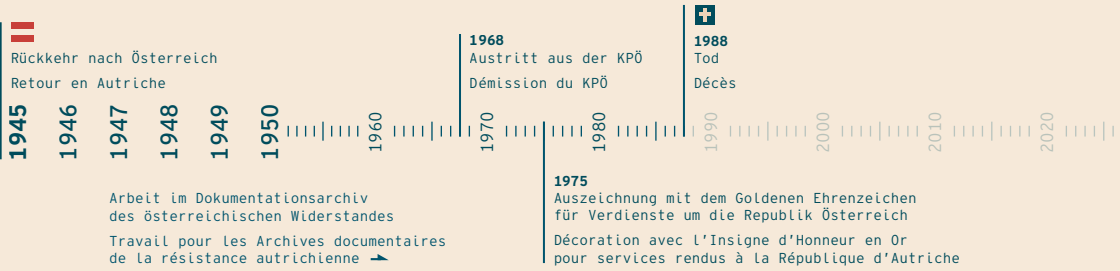 Rückkehr nach Österreich
Retour en Autriche
1968
Austritt aus der KPÖ
Démission du KPÖ
1988
Tod
Décès
1945
1946
1947
1948
1949
1950
1960
1970
1980
1990
2000
2010
2020
Arbeit im Dokumentationsarchiv
des österreichischen Widerstandes
Travail pour les Archives documentaires
de la résistance autrichienne
1975
Auszeichnung mit dem Goldenen Ehrenzeichen
für Verdienste um die Republik Österreich
Décoration avec l’Insigne d’Honneur en Or
pour services rendus à la République d’Autriche